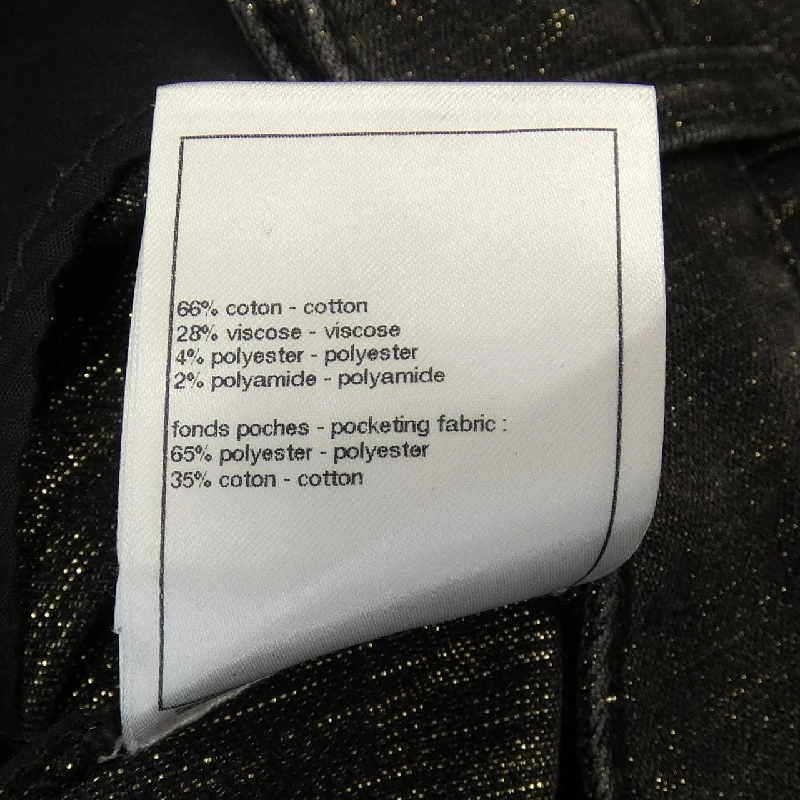 66% coton - cotton
28% viscose - viscose
4% polyester - polyester
2% polyamide - polyamide
fonds poches - pocketing fabric :
65% polyester - polyester
35% coton - cotton